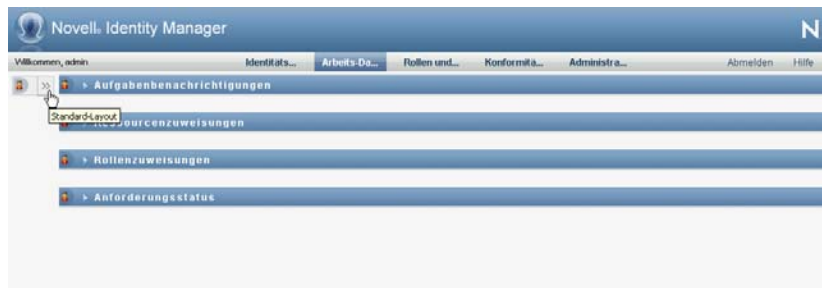 Novell® Identity Manager
N
Willkommen, admin
Identitäts... Arbeits-Da... Rollen und... Konformitä... Administra... Abmelden Hilfe
Aufgabenbenachrichtigungen
Standard-Layout
Ressourcenzuweisungen
Rollenzuweisungen
Anforderungsstatus